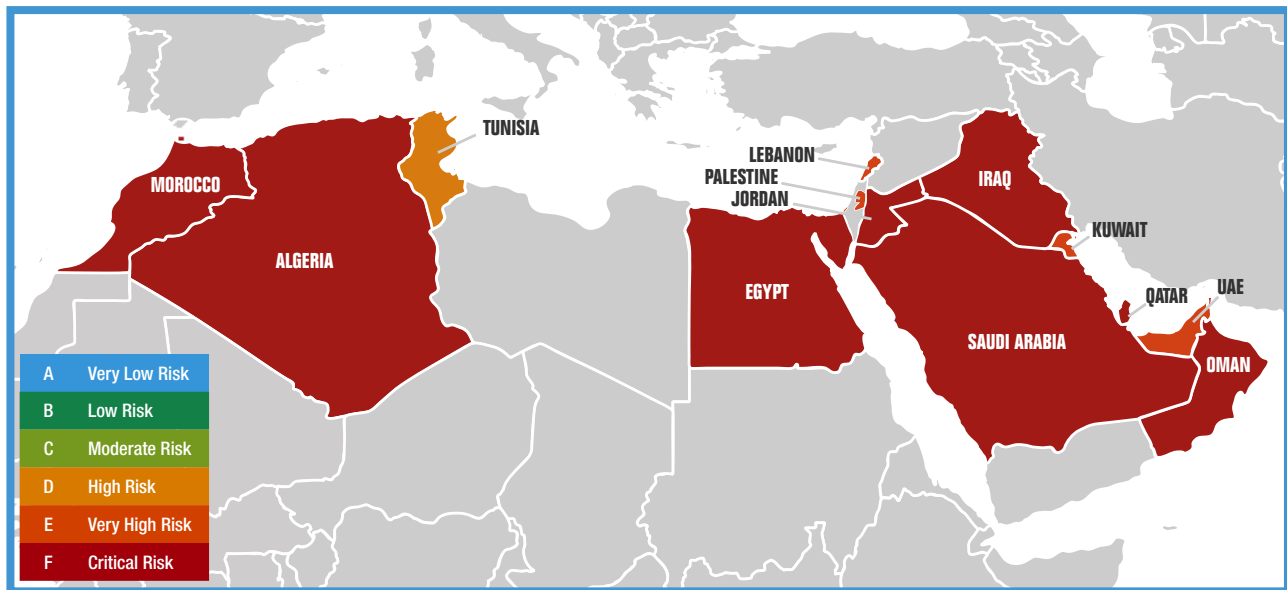 TUNISIA
LEBANON
PALESTINE
JORDAN
MOROCCO
IRAQ
ALGERIA
KUWAIT
EGYPT
QATAR
UAE
SAUDI ARABIA
OMAN
A Very Low Risk
B Low Risk
C Moderate Risk
D High Risk
E Very High Risk
F Critical Risk